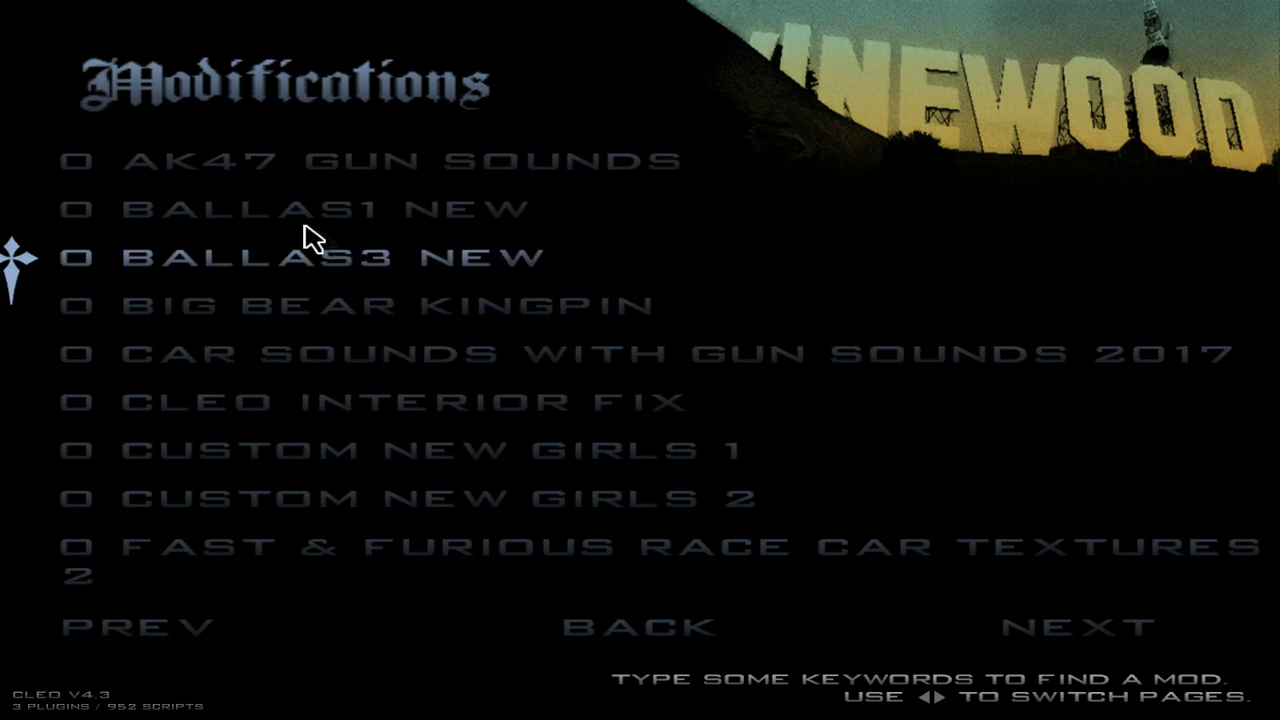 VINEWOOD
Modifications
0 AK47 GUN SOUNDS
0 BALLAS1 NEW
0 BALLAS3 NEW
0 BIG BEAR KINGPIN
0 CAR SOUNDS WITH GUN SOUNDS 2017
0 CLEO INTERIOR FIX
0 CUSTOM NEW GIRLS 1
0 CUSTOM NEW GIRLS 2
0 FAST & FURIOUS RACE CAR TEXTURES
2
PREV BACK NEXT
TYPE SOME KEYWORDS TO FIND A MOD.
USE ◄► TO SWITCH PAGES.
CLEO V4.3
3 PLUGINS / 952 SCRIPTS